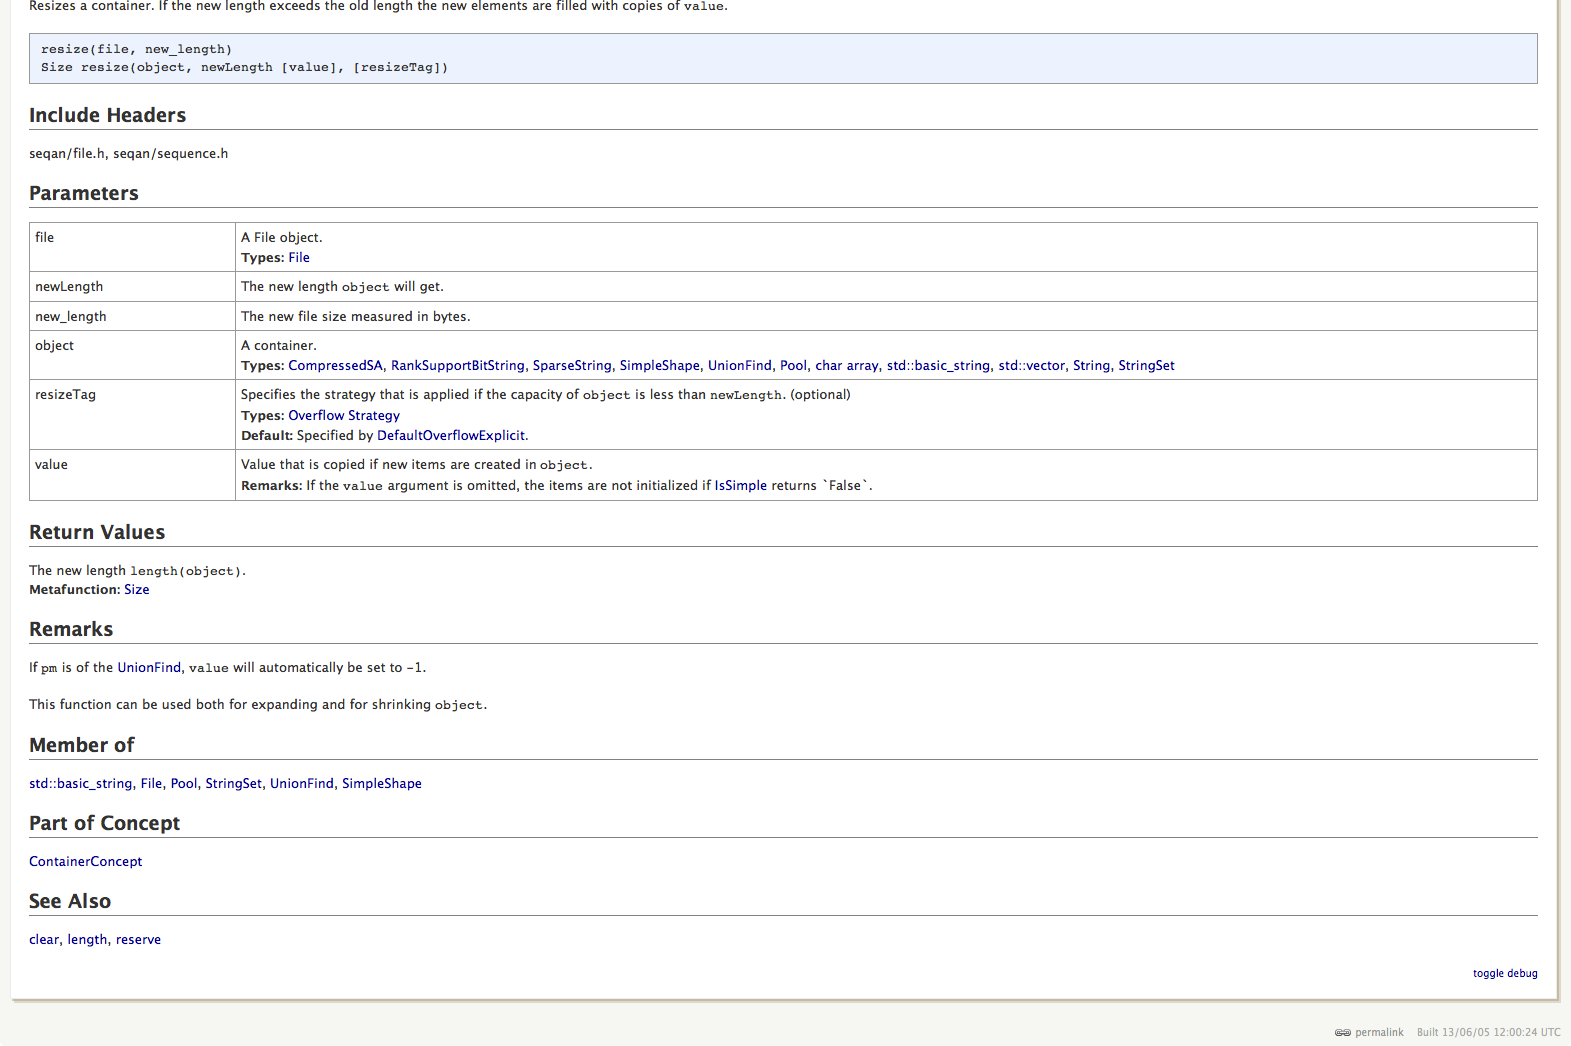 Resizes a container. If the new length exceeds the old length the new elements are filled with copies of value.
resize(file, new_length)
Size resize(object, newLength [value], [resizeTag])
Include Headers
seqan/file.h, seqan/sequence.h
Parameters
file
A File object.
Types: File
newLength
The new length object will get.
new_length
The new file size measured in bytes.
object
A container.
Types: CompressedSA, RankSupportBitString, SparseString, SimpleShape, UnionFind, Pool, char array, std::basic_string, std::vector, String, StringSet
resizeTag
Specifies the strategy that is applied if the capacity of object is less than newLength. (optional)
Types: Overflow Strategy
Default: Specified by DefaultOverflowExplicit.
value
Value that is copied if new items are created in object.
Remarks: If the value argument is omitted, the items are not initialized if IsSimple returns `False`.
Return Values
The new length length(object).
Metafunction: Size
Remarks
If pm is of the UnionFind, value will automatically be set to -1.
This function can be used both for expanding and for shrinking object.
Member of
std::basic_string, File, Pool, StringSet, UnionFind, SimpleShape
Part of Concept
ContainerConcept
See Also
clear, length, reserve
toggle debug
permalink Built 13/06/05 12:00:24 UTC